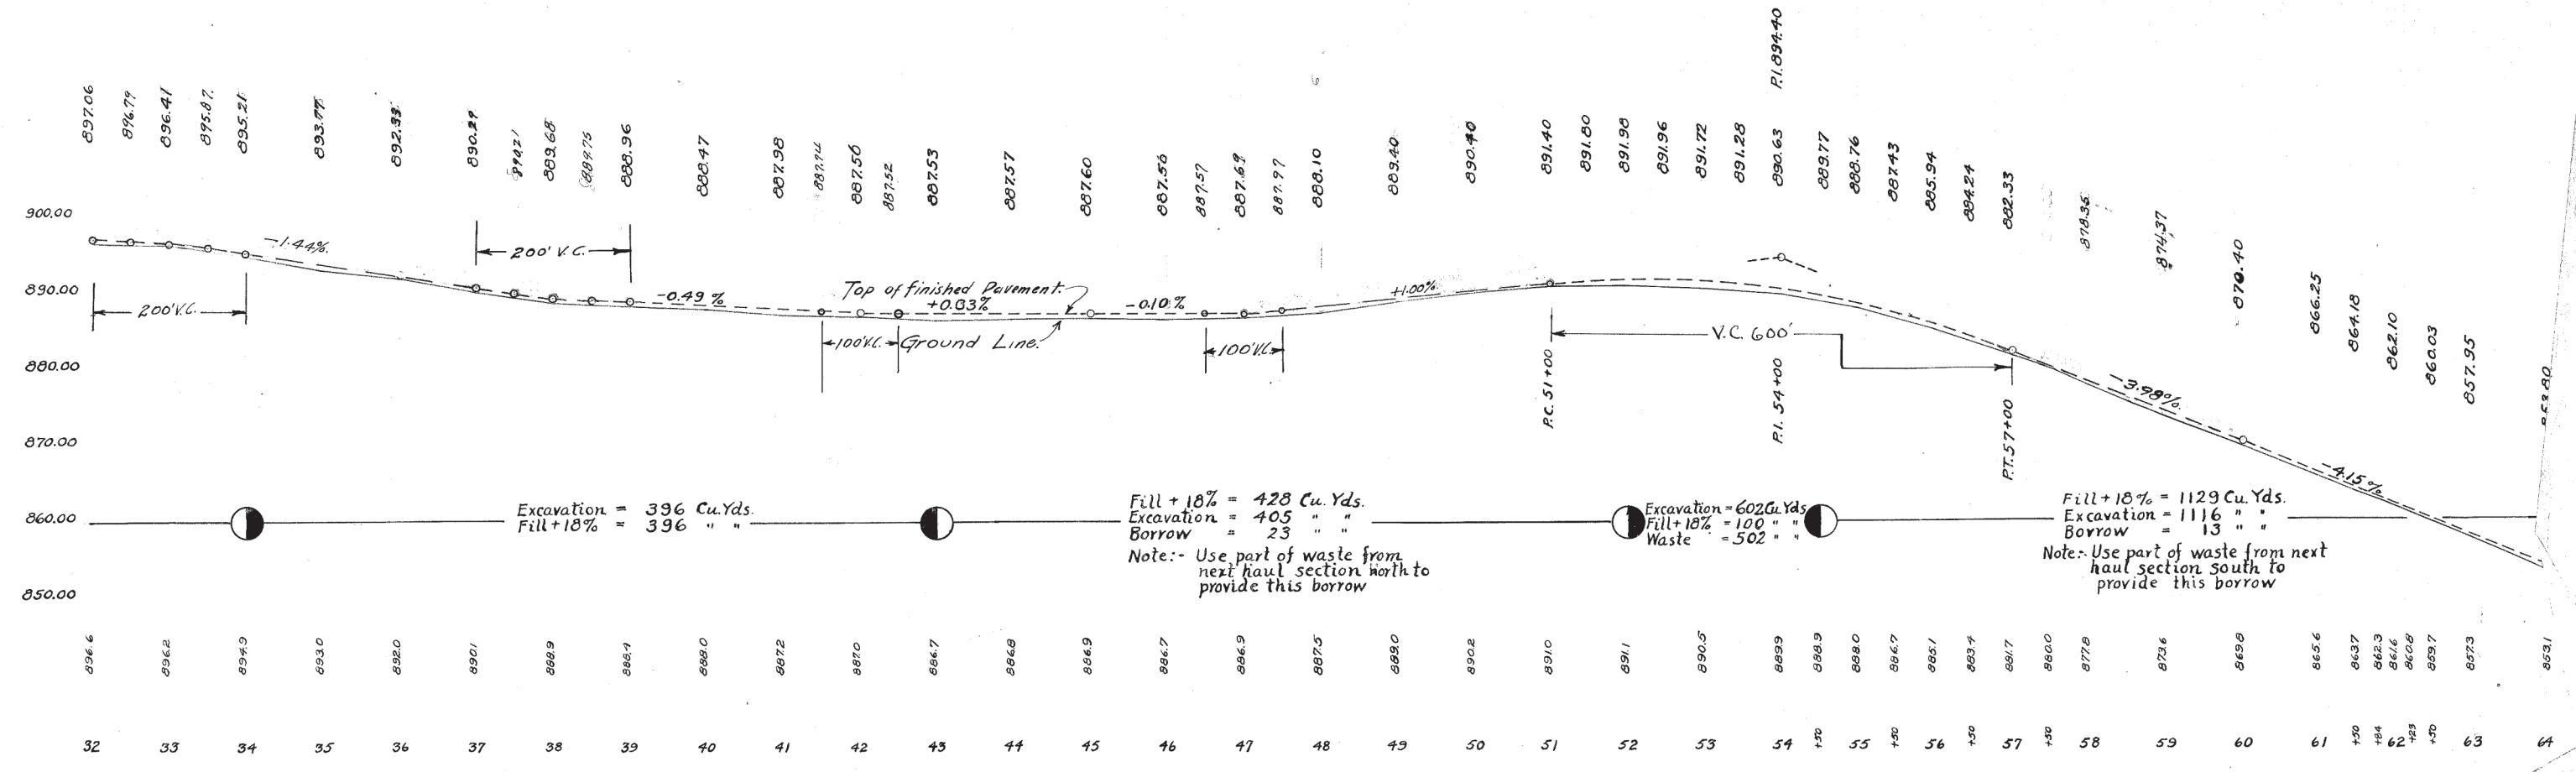 P.I. 894.40
897.06 896.79 896.41 895.87 895.21 893.77 892.33 890.29 889.68 889.75 888.96 888.47 887.98 887.74 887.56 887.52 887.53 887.57 887.60 887.56 887.57 887.69 887.97 888.10 889.40 890.40 891.40 891.80 891.98 891.96 891.72 891.28 890.63 889.77 888.76 887.43 885.94 884.24 882.33 878.35 874.37 870.40 866.25 864.18 862.10 860.03 857.95
900.00
-1.44%
200' V.C.
890.00
200' V.C.
-0.49%
Top of finished Pavement.
+0.03%
-0.10%
+1.00%
100' V.C.
Ground Line.
100' V.C.
V.C. 600'
880.00
P.C. 51+00
P.I. 54+00
P.T. 57+00
-3.98%
870.00
-4.15%
860.00
Excavation = 396 Cu.Yds.
Fill+18% = 396 " "
Fill + 18% = 428 Cu. Yds.
Excavation = 405 " "
Borrow = 23 " "
Note:- Use part of waste from
next haul section north to
provide this borrow
Excavation = 602 Cu.Yds
Fill+18% = 100 " "
Waste = 502 " "
Fill+18% = 1129 Cu.Yds.
Excavation = 1116 " "
Borrow = 13 " "
Note:- Use part of waste from next
haul section south to
provide this borrow
850.00
896.6 896.2 894.9 893.0 892.0 890.1 888.9 888.4 888.0 887.2 887.0 886.7 886.8 886.9 886.7 886.9 887.5 889.0 890.2 891.0 891.1 890.5 889.9 888.9 888.0 886.7 885.1 883.4 881.7 880.0 877.8 873.6 869.8 865.6 863.7 862.3 861.6 860.8 859.7 857.3 853.1
32 33 34 35 36 37 38 39 40 41 42 43 44 45 46 47 48 49 50 51 52 53 54 +50 55 +50 56 +50 57 +50 58 59 60 61 +50 +84 62 +23 +50 63 64